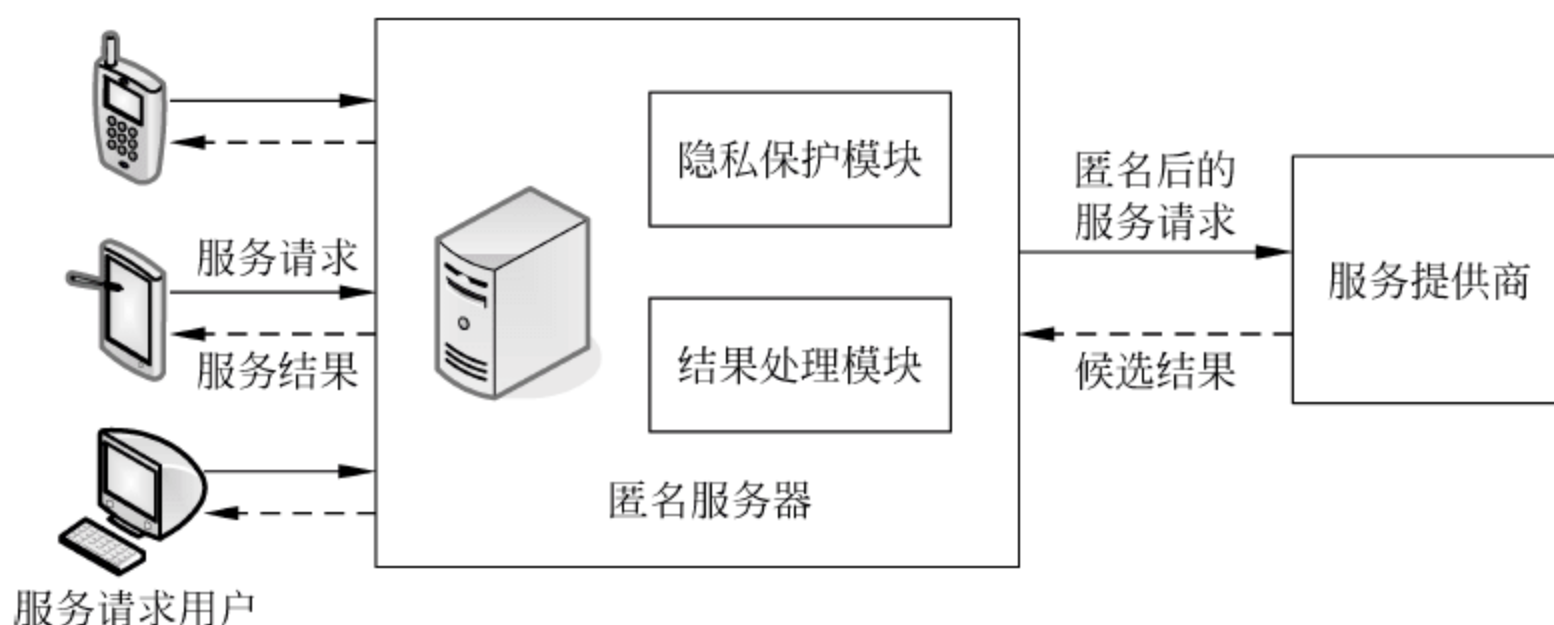 隐私保护模块
匿名后的
服务请求
服务请求
服务提供商
服务结果
结果处理模块
候选结果
匿名服务器
服务请求用户